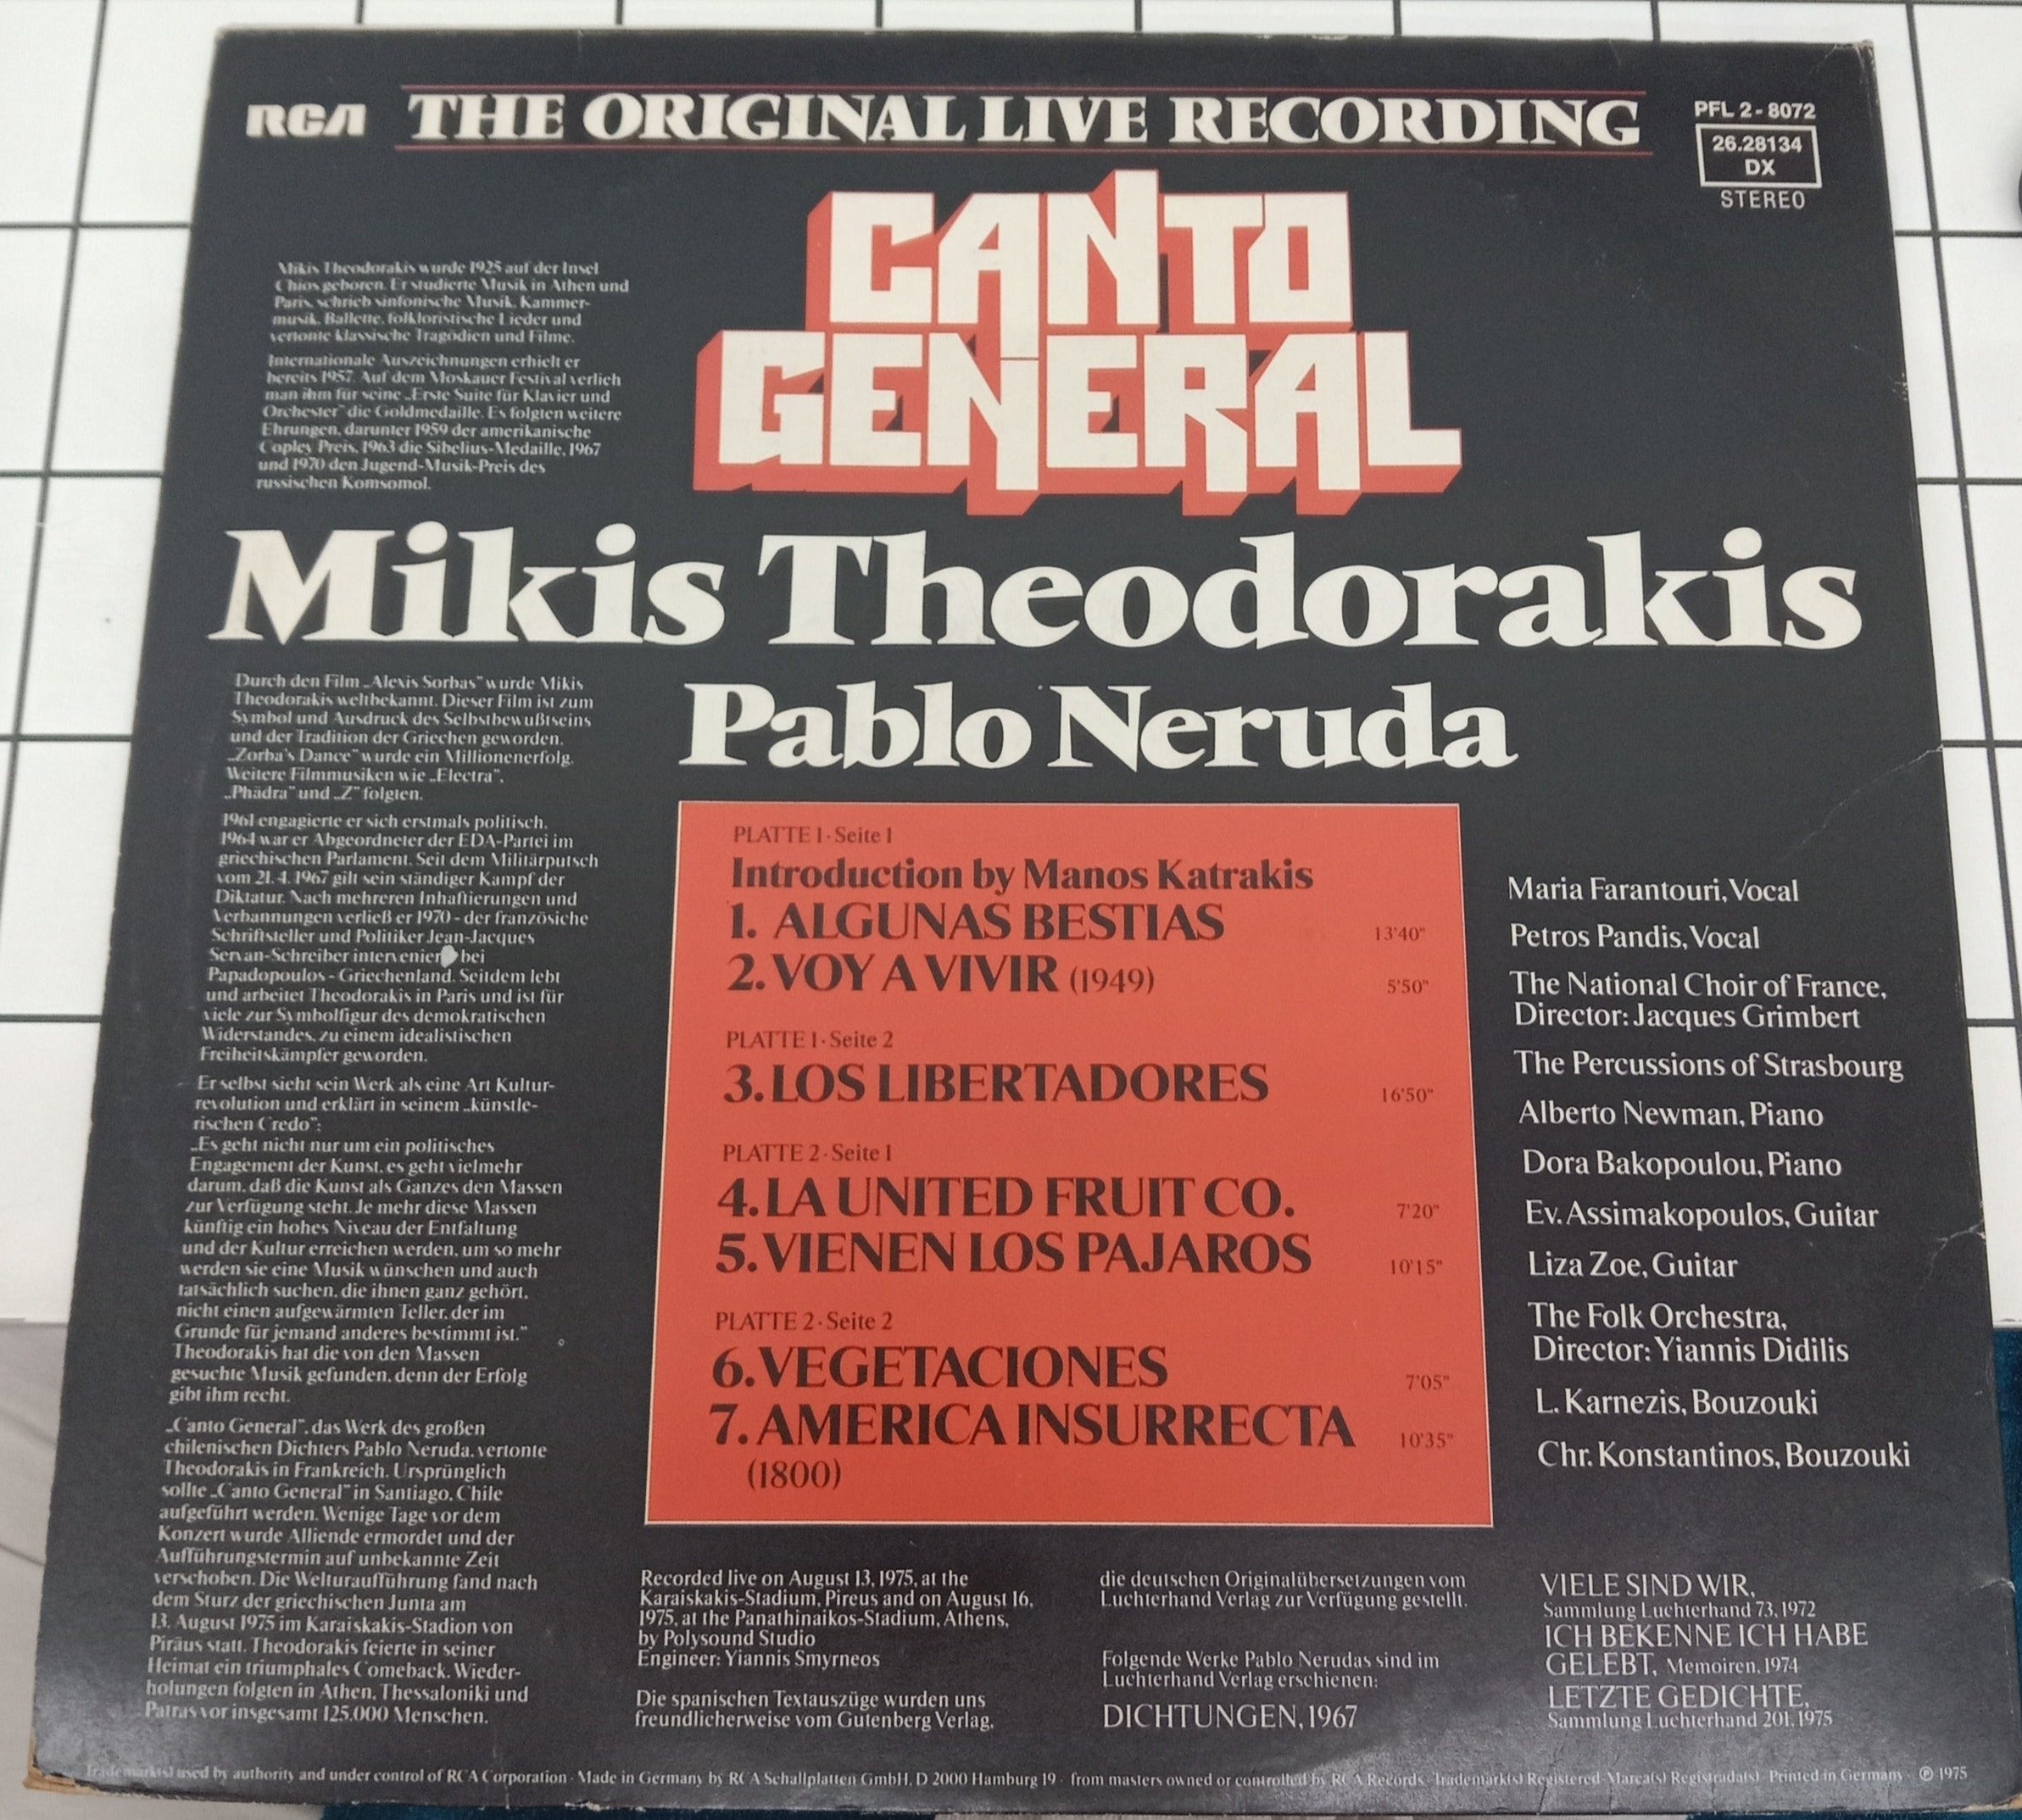 RCA THE ORIGINAL LIVE RECORDING
PFL 2-8072
26.28134
DX
STEREO
CANTO
GENERAL
Mikis Theodorakis wurde 1925 auf der Insel
Chios geboren. Er studierte Musik in Athen und
Paris, schrieb sinfonische Musik, Kammer-
musik, Ballette, folkloristische Lieder und
vertonte klassische Tragödien und Filme.
Internationale Auszeichnungen erhielt er
bereits 1957. Auf dem Moskauer Festival verlich
man ihm für seine „Erste Suite für Klavier und
Orchester" die Goldmedaille. Es folgten weitere
Ehrungen, darunter 1959 der amerikanische
Copley Preis, 1963 die Sibelius-Medaille, 1967
und 1970 den Jugend-Musik-Preis des
russischen Komsomol.
Mikis Theodorakis
Pablo Neruda
Durch den Film „Alexis Sorbas" wurde Mikis
Theodorakis weltbekannt. Dieser Film ist zum
Symbol und Ausdruck des Selbstbewußtseins
und der Tradition der Griechen geworden.
„Zorba's Dance" wurde ein Millionenerfolg.
Weitere Filmmusiken wie „Electra",
„Phädra" und „Z" folgten.
1961 engagierte er sich erstmals politisch.
1964 war er Abgeordneter der EDA-Partei im
griechischen Parlament. Seit dem Militärputsch
vom 21. 4. 1967 gilt sein ständiger Kampf der
Diktatur. Nach mehreren Inhaftierungen und
Verbannungen verließ er 1970 - der französiche
Schriftsteller und Politiker Jean-Jacques
Servan-Schreiber intervenier bei
Papadopoulos - Griechenland. Seitdem lebt
und arbeitet Theodorakis in Paris und ist für
viele zur Symbolfigur des demokratischen
Widerstandes, zu einem idealistischen
Freiheitskämpfer geworden.
Er selbst sieht sein Werk als eine Art Kultur-
revolution und erklärt in seinem „künstle-
rischen Credo":
„Es geht nicht nur um ein politisches
Engagement der Kunst, es geht vielmehr
darum, daß die Kunst als Ganzes den Massen
zur Verfügung steht. Je mehr diese Massen
künftig ein hohes Niveau der Entfaltung
und der Kultur erreichen werden, um so mehr
werden sie eine Musik wünschen und auch
tatsächlich suchen, die ihnen ganz gehört,
nicht einen aufgewärmten Teller, der im
Grunde für jemand anderes bestimmt ist."
Theodorakis hat die von den Massen
gesuchte Musik gefunden, denn der Erfolg
gibt ihm recht.
„Canto General", das Werk des großen
chilenischen Dichters Pablo Neruda, vertonte
Theodorakis in Frankreich. Ursprünglich
sollte „Canto General" in Santiago, Chile
aufgeführt werden. Wenige Tage vor dem
Konzert wurde Alliende ermordet und der
Aufführungstermin auf unbekannte Zeit
verschoben. Die Welturaufführung fand nach
dem Sturz der griechischen Junta am
13. August 1975 im Karaiskakis-Stadion von
Piräus statt. Theodorakis feierte in seiner
Heimat ein triumphales Comeback. Wieder-
holungen folgten in Athen, Thessaloniki und
Patras vor insgesamt 125.000 Menschen.
PLATTE 1 · Seite 1
Introduction by Manos Katrakis
1. ALGUNAS BESTIAS 13'40"
2. VOY A VIVIR (1949) 5'50"
PLATTE 1 · Seite 2
3. LOS LIBERTADORES 16'50"
PLATTE 2 · Seite 1
4. LA UNITED FRUIT CO. 7'20"
5. VIENEN LOS PAJAROS 10'15"
PLATTE 2 · Seite 2
6. VEGETACIONES 7'05"
7. AMERICA INSURRECTA 10'35"
(1800)
Maria Farantouri, Vocal
Petros Pandis, Vocal
The National Choir of France,
Director: Jacques Grimbert
The Percussions of Strasbourg
Alberto Newman, Piano
Dora Bakopoulou, Piano
Ev. Assimakopoulos, Guitar
Liza Zoe, Guitar
The Folk Orchestra,
Director: Yiannis Didilis
L. Karnezis, Bouzouki
Chr. Konstantinos, Bouzouki
Recorded live on August 13, 1975, at the
Karaiskakis-Stadium, Pireus and on August 16,
1975, at the Panathinaikos-Stadium, Athens,
by Polysound Studio
Engineer: Yiannis Smyrneos
Die spanischen Textauszüge wurden uns
freundlicherweise vom Gutenberg Verlag,
die deutschen Originalübersetzungen vom
Luchterhand Verlag zur Verfügung gestellt.
Folgende Werke Pablo Nerudas sind im
Luchterhand Verlag erschienen:
DICHTUNGEN, 1967
VIELE SIND WIR,
Sammlung Luchterhand 73, 1972
ICH BEKENNE ICH HABE
GELEBT, Memoiren, 1974
LETZTE GEDICHTE,
Sammlung Luchterhand 201, 1975
Trademark(s) used by authority and under control of RCA Corporation · Made in Germany by RCA Schallplatten GmbH, D 2000 Hamburg 19 · from masters owned or controlled by RCA Records · Trademark(s) Registered · Marca(s) Registrada(s) · Printed in Germany · ℗ 1975